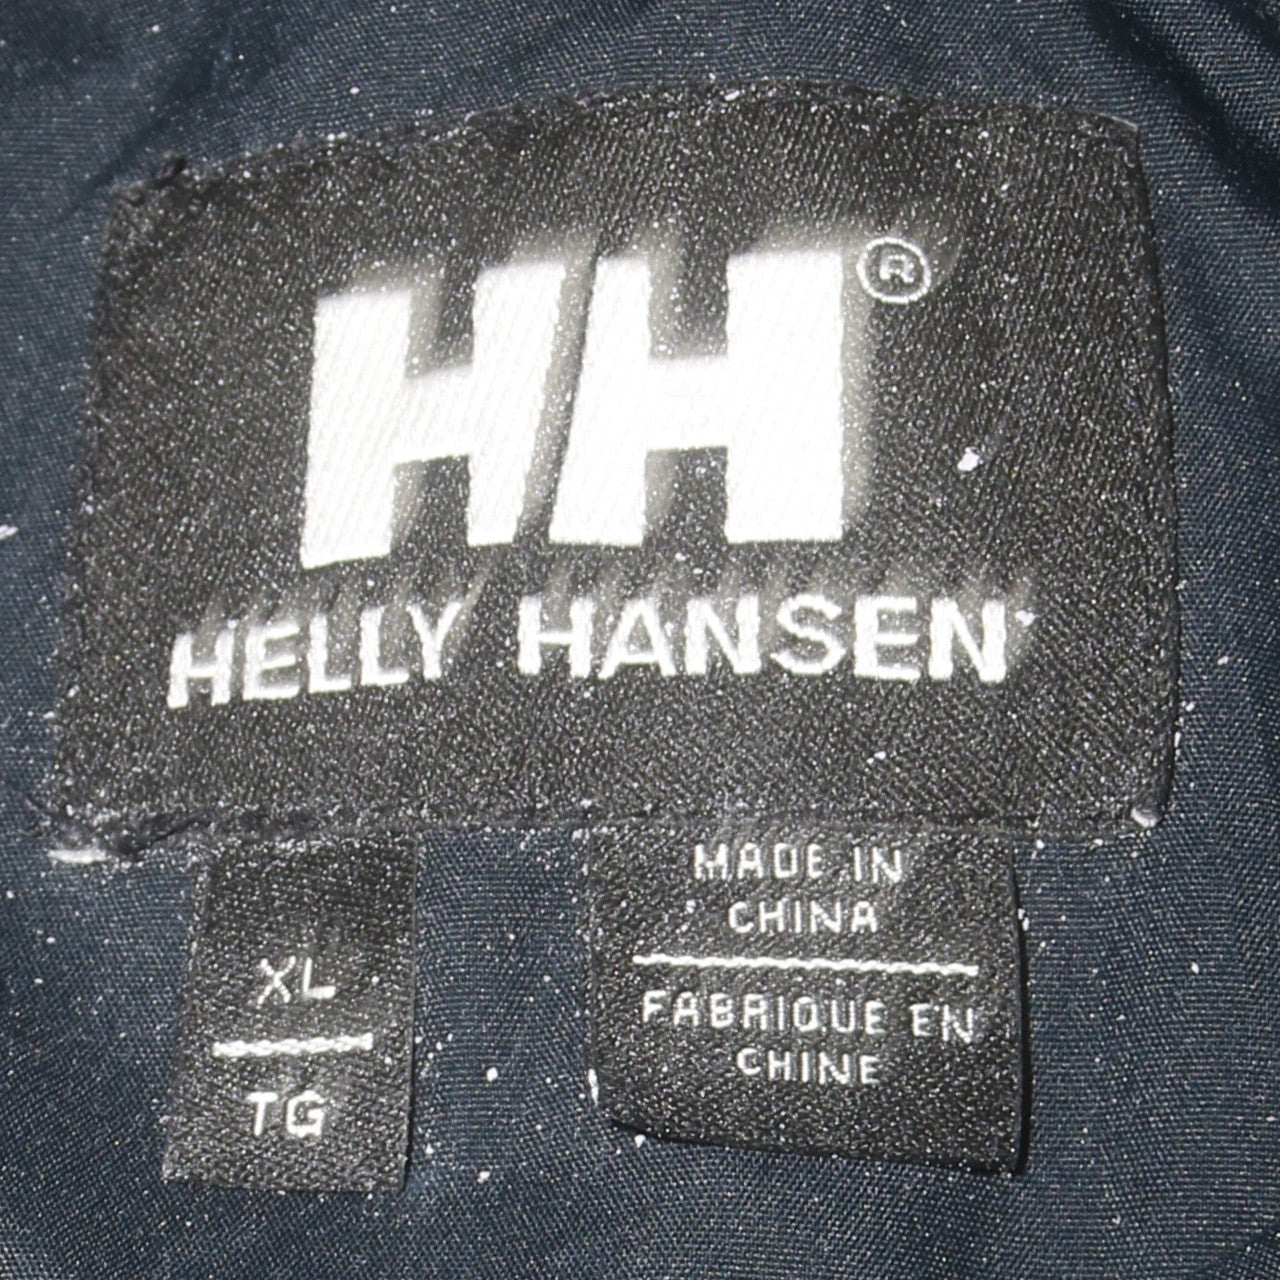 HH®
HELLY HANSEN
XL
TG
MADE IN
CHINA
FABRIQUE EN
CHINE